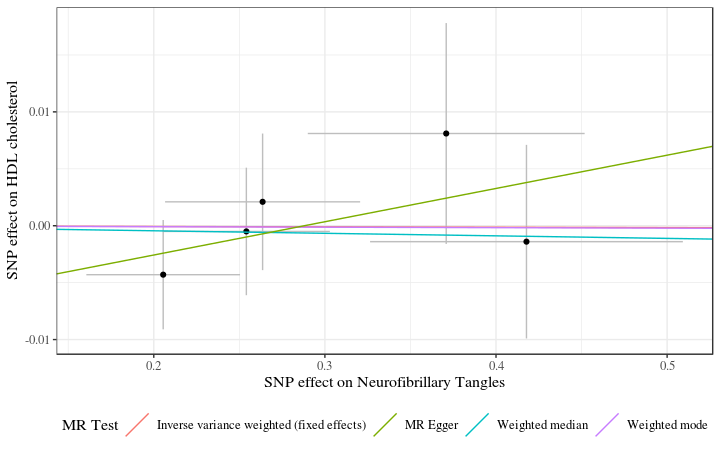 SNP effect on HDL cholesterol
0.01
0.00
-0.01
0.2 0.3 0.4 0.5
SNP effect on Neurofibrillary Tangles
MR Test Inverse variance weighted (fixed effects) MR Egger Weighted median Weighted mode